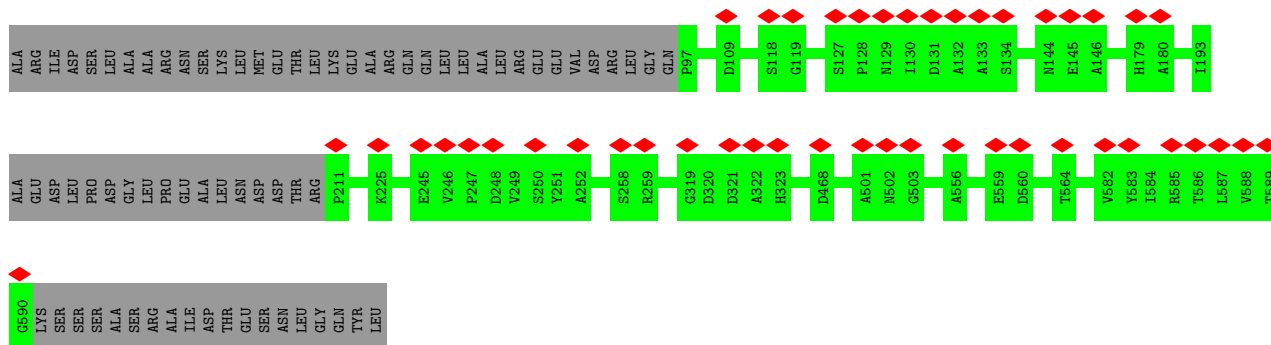 ALA ARG ILE ASP SER LEU ALA ALA ARG ASN SER LYS LEU MET GLU THR LEU LEU LYS GLU ALA ARG GLN GLN LEU LEU ALA LEU ARG GLU GLU VAL ASP ARG LEU GLY GLN P97 D109 S118 G119 S127 P128 N129 I130 D131 A132 A133 S134 N144 E145 A146 H179 A180 I193
ALA GLU ASP LEU PRO ASP GLY LEU PRO GLU ALA LEU ASN ASP ASP THR ARG P211 K225 E245 V246 P247 D248 V249 S250 Y251 A252 S258 R259 G319 D320 D321 A322 H323 D468 A501 N502 G503 A556 E559 D560 T564 V582 Y583 I584 R585 T586 L587 V588 T589
G590 LYS SER SER SER ALA SER ARG ALA ILE ASP THR GLU SER ASN LEU GLY GLN TYR LEU